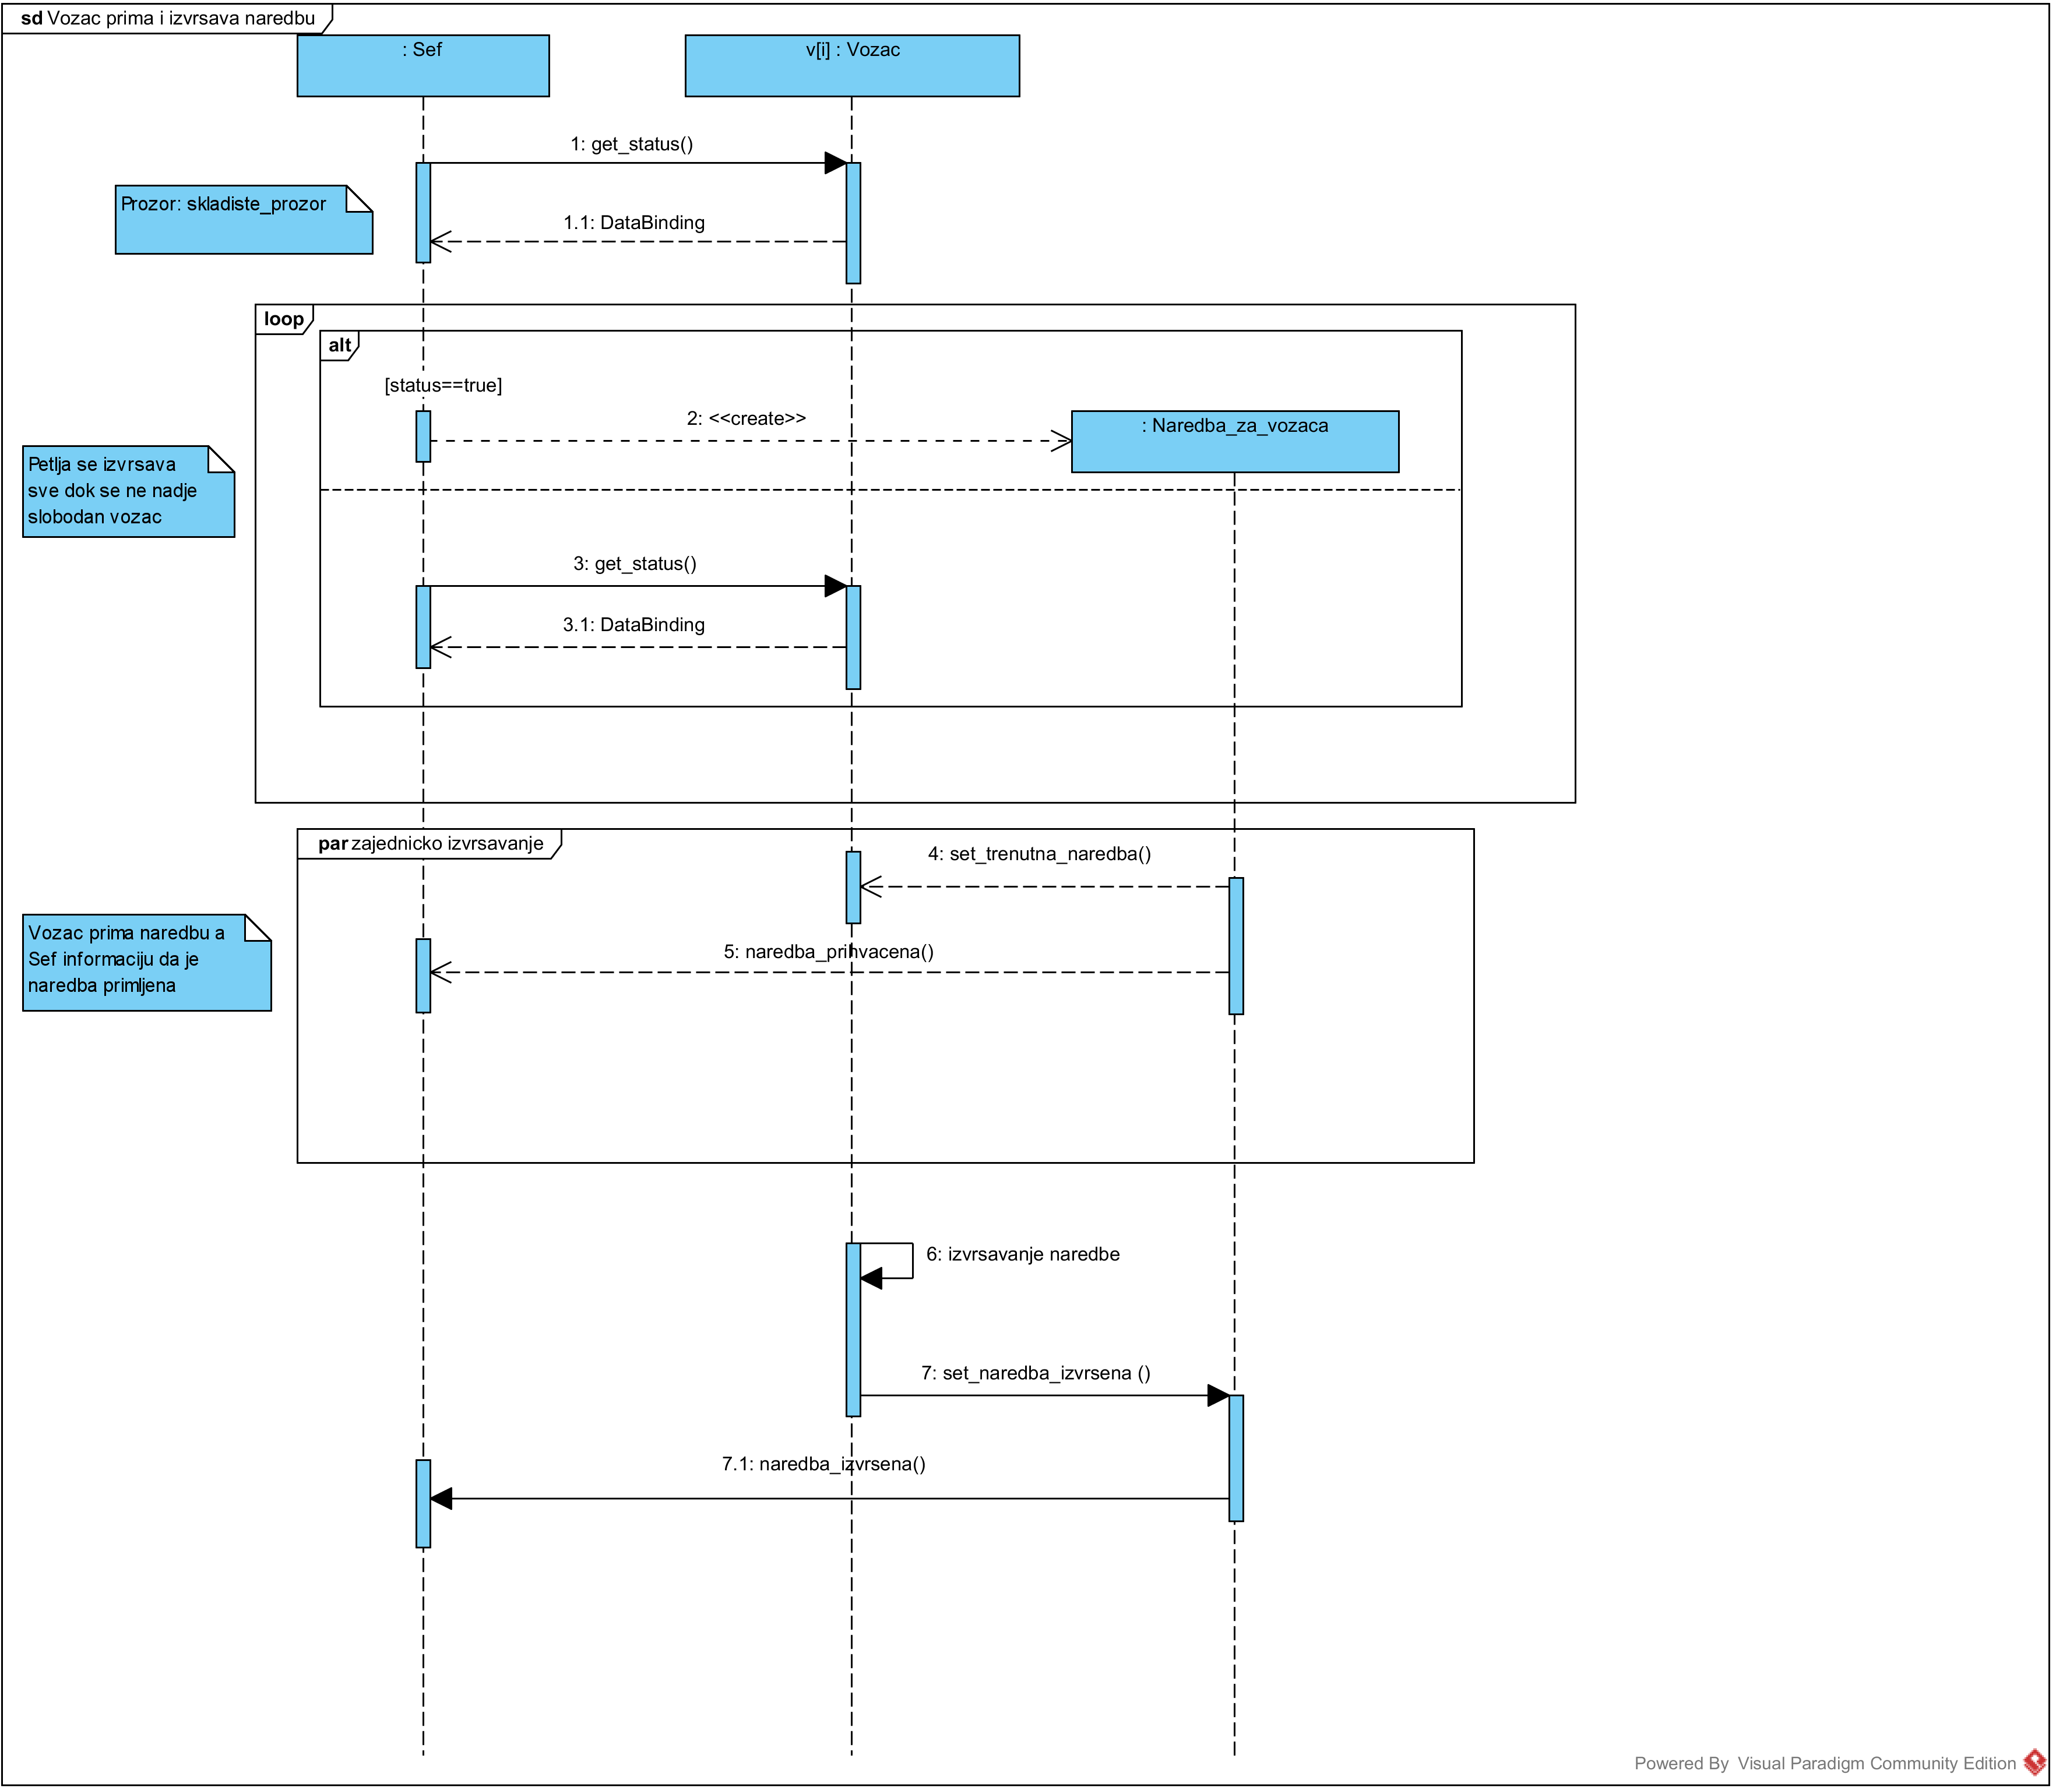 sd Vozac prima i izvrsava naredbu
: Sef
v[i] : Vozac
1: get_status()
Prozor: skladiste_prozor
1.1: DataBinding
loop
alt
[status==true]
2: <<create>>
: Naredba_za_vozaca
Petlja se izvrsava
sve dok se ne nadje
slobodan vozac
3: get_status()
3.1: DataBinding
par zajednicko izvrsavanje
4: set_trenutna_naredba()
Vozac prima naredbu a
Sef informaciju da je
naredba primljena
5: naredba_prihvacena()
6: izvrsavanje naredbe
7: set_naredba_izvrsena ()
7.1: naredba_izvrsena()
Powered By Visual Paradigm Community Edition